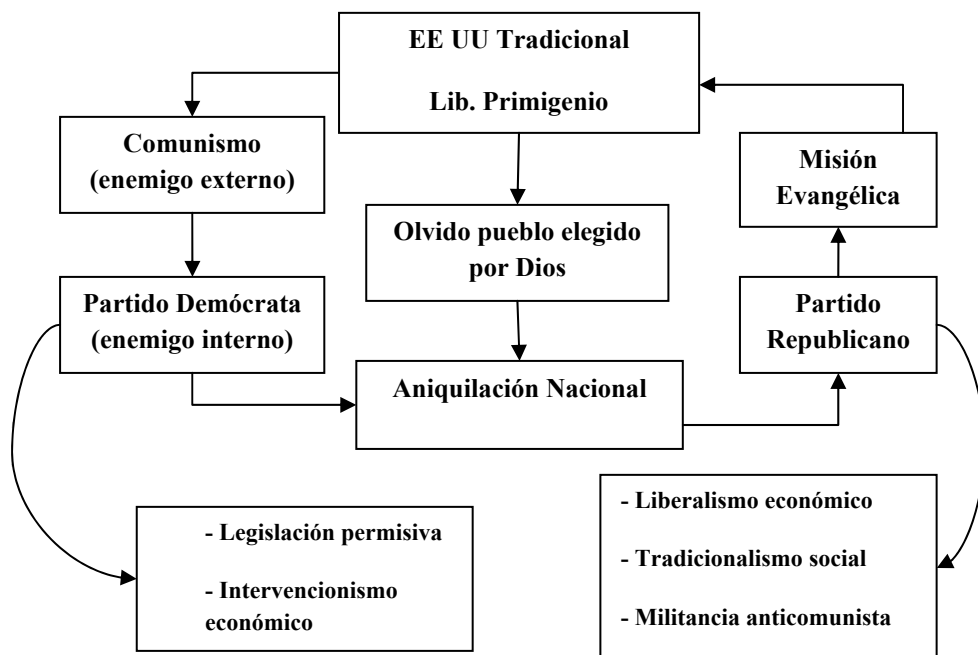 EE UU Tradicional
Lib. Primigenio
Comunismo
(enemigo externo)
Misión
Evangélica
Olvido pueblo elegido
por Dios
Partido Demócrata
(enemigo interno)
Partido
Republicano
Aniquilación Nacional
- Legislación permisiva
- Intervencionismo
económico
- Liberalismo económico
- Tradicionalismo social
- Militancia anticomunista